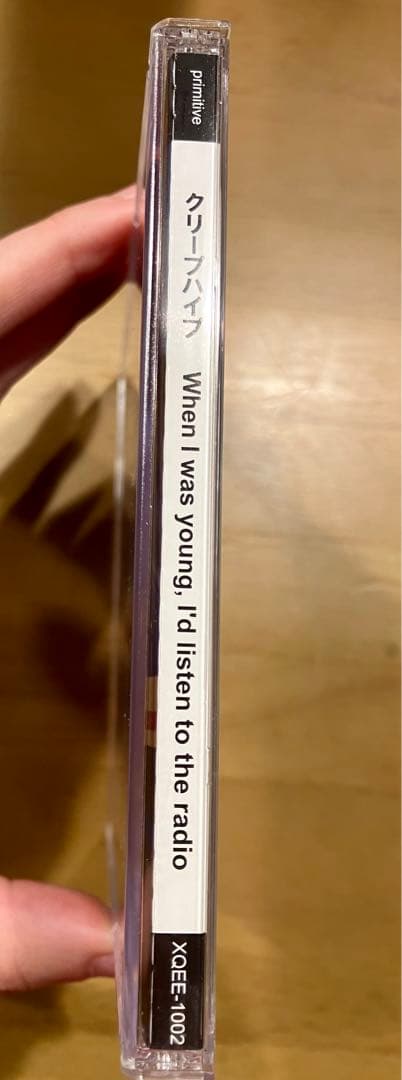 primitive
クリープハイプ
When I was young, I'd listen to the radio
XQEE-1002